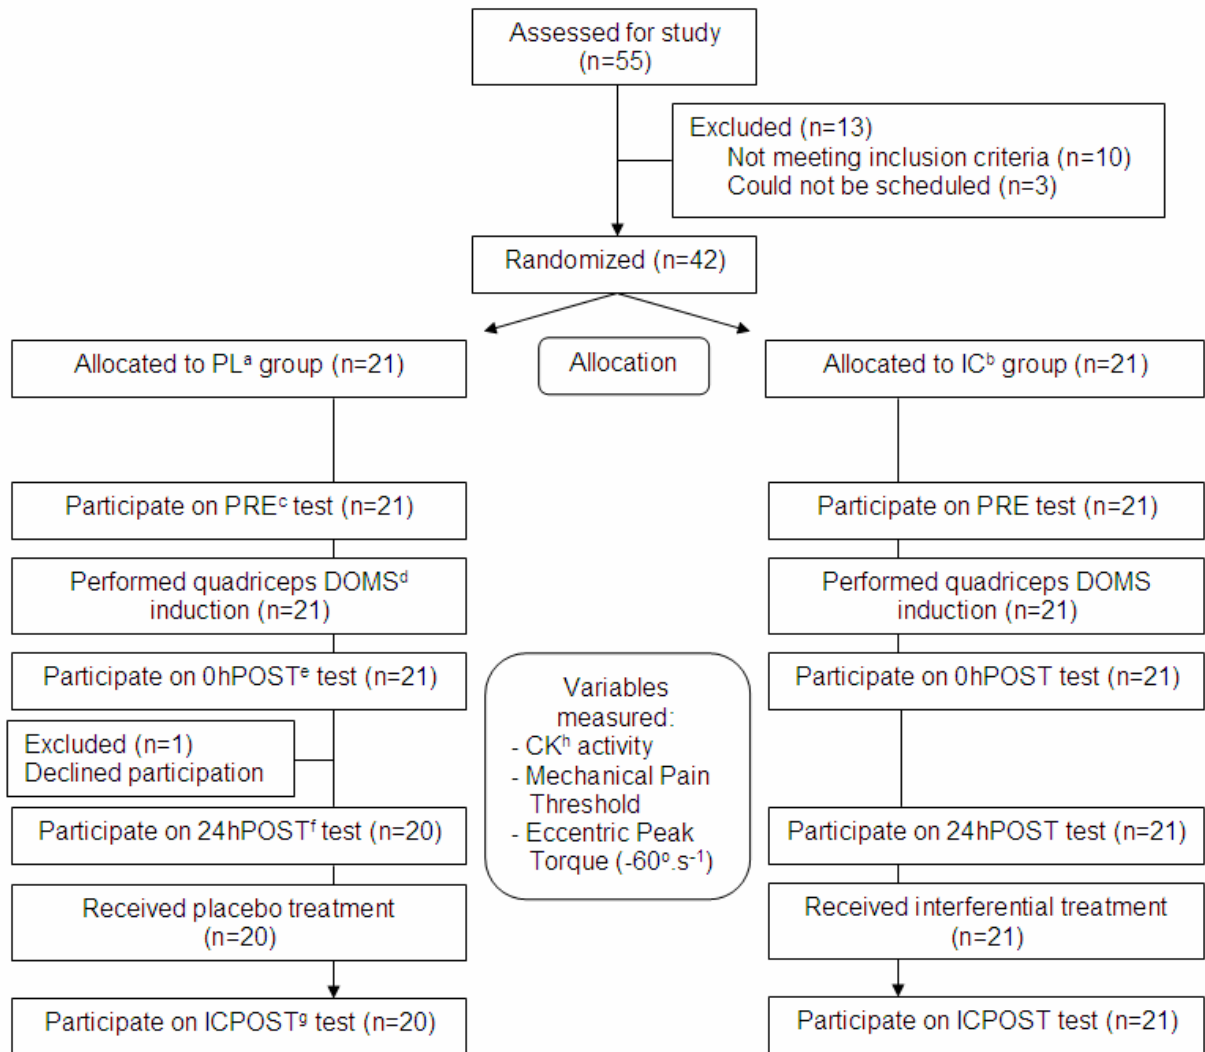 Assessed for study
(n=55)
Excluded (n=13)
Not meeting inclusion criteria (n=10)
Could not be scheduled (n=3)
Randomized (n=42)
Allocated to PLᵃ group (n=21)
Allocation
Allocated to ICᵇ group (n=21)
Participate on PREᶜ test (n=21)
Participate on PRE test (n=21)
Performed quadriceps DOMSᵈ
induction (n=21)
Performed quadriceps DOMS
induction (n=21)
Participate on 0hPOSTᵉ test (n=21)
Participate on 0hPOST test (n=21)
Variables
measured:
- CKʰ activity
- Mechanical Pain
Threshold
- Eccentric Peak
Torque (-60º.s⁻¹)
Excluded (n=1)
Declined participation
Participate on 24hPOSTᶠ test (n=20)
Participate on 24hPOST test (n=21)
Received placebo treatment
(n=20)
Received interferential treatment
(n=21)
Participate on ICPOSTᵍ test (n=20)
Participate on ICPOST test (n=21)